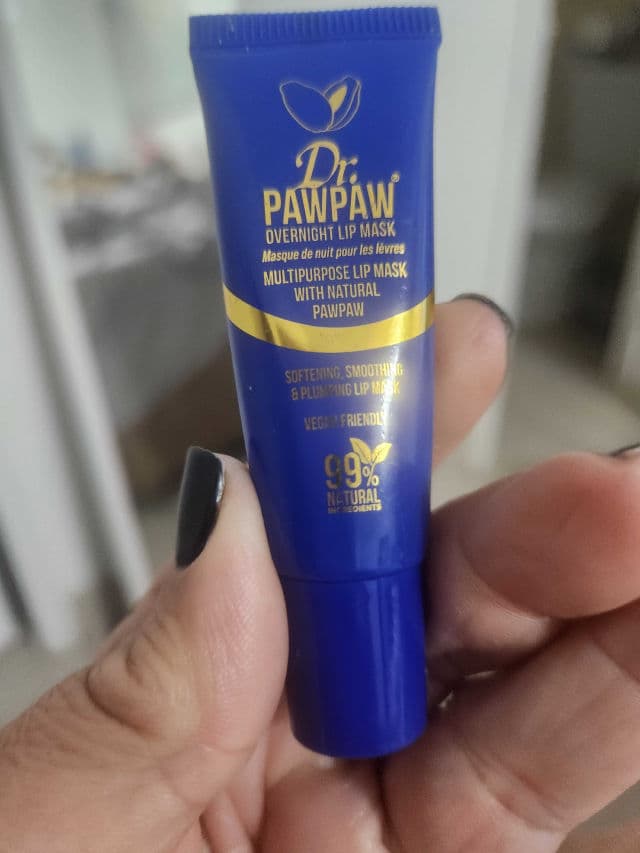 Dr.
PAWPAW®
OVERNIGHT LIP MASK
Masque de nuit pour les lèvres
MULTIPURPOSE LIP MASK
WITH NATURAL
PAWPAW
SOFTENING, SMOOTHING
& PLUMPING LIP MASK
VEGAN FRIENDLY
99%
NATURAL
INGREDIENTS